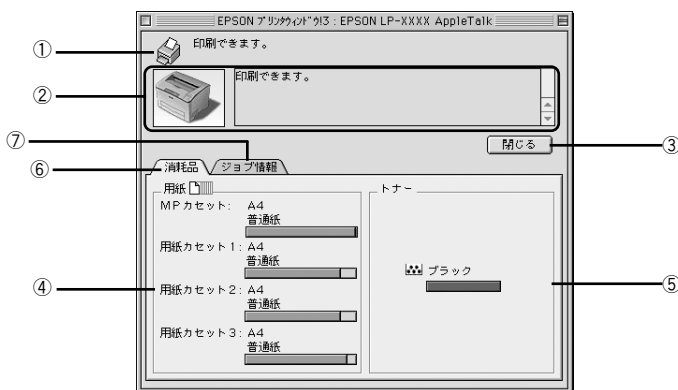 EPSON プリンタウィンドウ!3 : EPSON LP-XXXX AppleTalk
①
印刷できます。
②
印刷できます。
⑦
閉じる
③
⑥
消耗品
ジョブ情報
用紙
トナー
MPカセット: A4
普通紙
用紙カセット1: A4
普通紙
ブラック
④
用紙カセット2: A4
⑤
普通紙
用紙カセット3: A4
普通紙